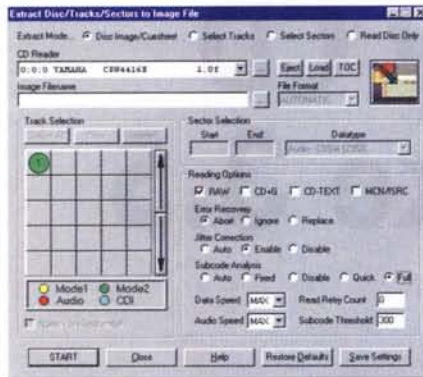 Extract Disc/Tracks/Sectors to Image File
Extract Mode... Disc Image/Cuesheet Select Tracks Select Sectors Read Disc Only
CD Reader
0:0:0 YAMAHA CRW4416E 1.0f ... Eject Load TOC
Image Filename File Format
... AUTOMATIC
Track Selection Sector Selection
Start End: Datatype
1
Reading Options
RAW CD+G CD-TEXT MCN/ISRC
Error Recovery
Abort Ignore Replace
Jitter Correction
Auto Enable Disable
Subcode Analysis
Auto Fixed Disable Quick Full
Mode1 Mode2
Audio CDI
Data Speed MAX Read Retry Count 0
Audio Speed MAX Subcode Threshold 300
START Close Help Restore Defaults Save Settings